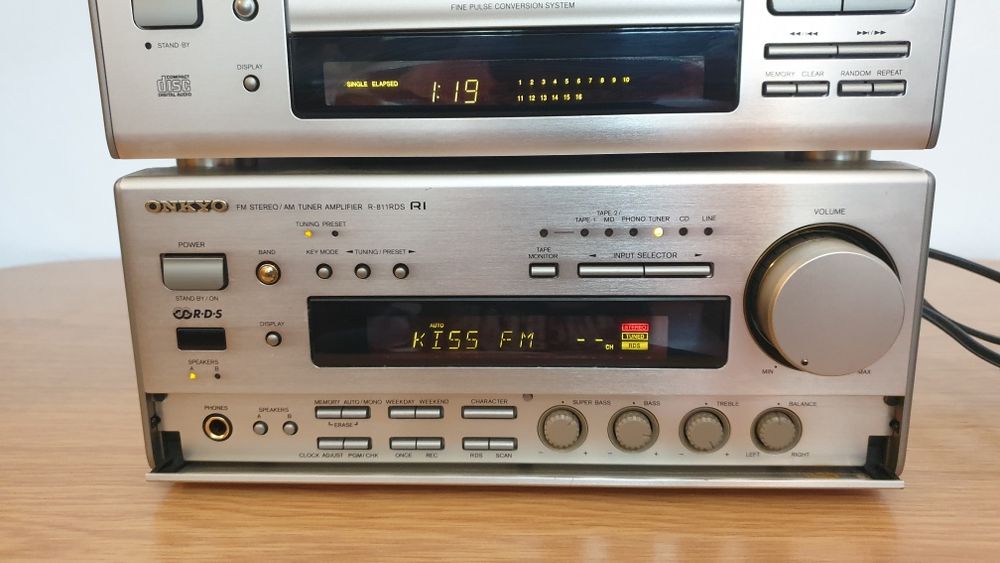 FINE PULSE CONVERSION SYSTEM
STAND-BY
DISPLAY
COMPACT
disc
DIGITAL AUDIO
SINGLE ELAPSED
1:19
1 2 3 4 5 6 7 8 9 10
11 12 13 14 15 16
MEMORY CLEAR RANDOM REPEAT
ONKYO FM STEREO/AM TUNER AMPLIFIER R-811RDS RI
TUNING PRESET
TAPE 1 TAPE 2/MD PHONO TUNER CD LINE
VOLUME
POWER
BAND
KEY MODE
TUNING/PRESET
TAPE
MONITOR
INPUT SELECTOR
STAND-BY/ON
R·D·S
DISPLAY
AUTO
KISS FM
--CH
STEREO
TUNED
RDS
SPEAKERS
A B
MIN MAX
PHONES
SPEAKERS
A B
MEMORY AUTO/MONO WEEKDAY WEEKEND CHARACTER
ERASE
CLOCK ADJUST PGM/CHK ONCE REC RDS SCAN
SUPER BASS BASS TREBLE BALANCE
- + - + - + LEFT RIGHT